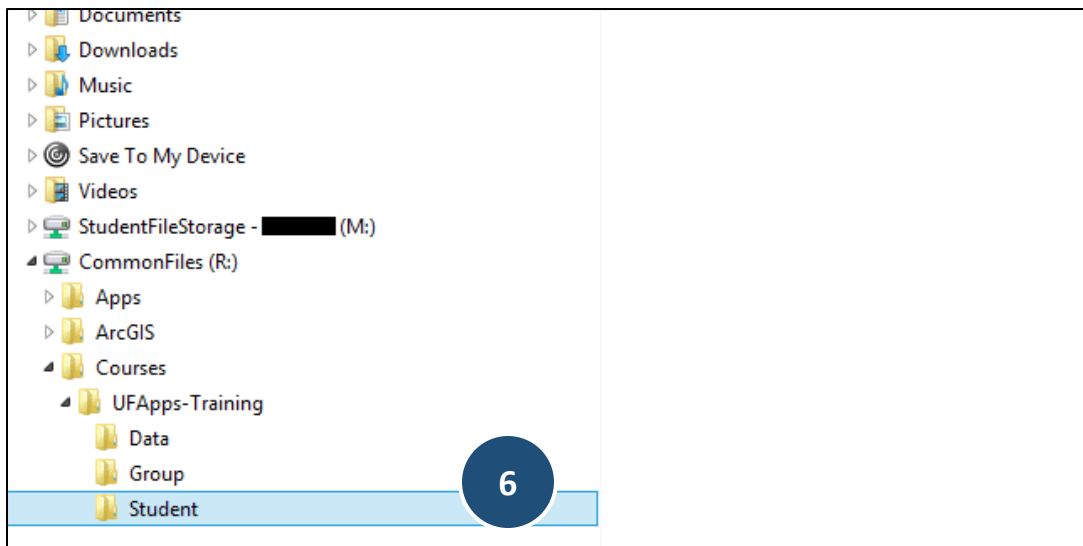 Documents
Downloads
Music
Pictures
Save To My Device
Videos
StudentFileStorage - (M:)
CommonFiles (R:)
Apps
ArcGIS
Courses
UFApps-Training
Data
Group
6
Student